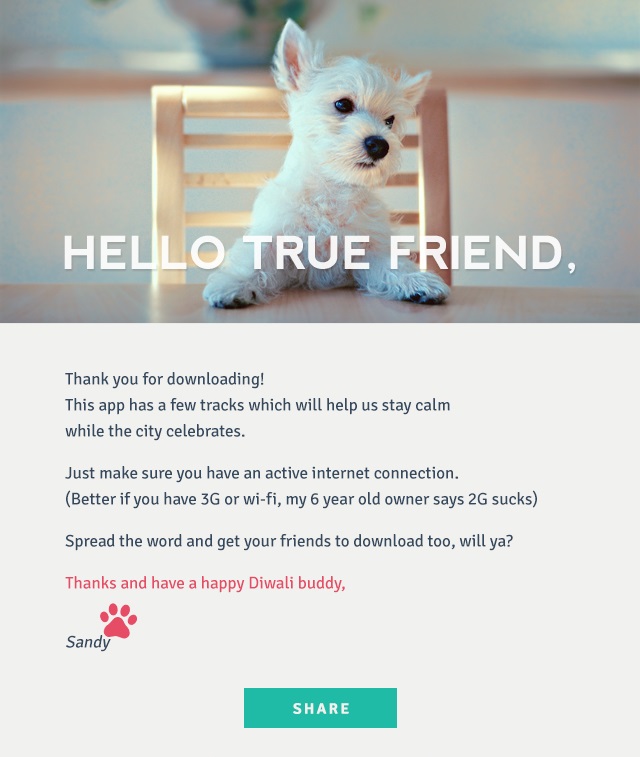 HELLO TRUE FRIEND,
Thank you for downloading!
This app has a few tracks which will help us stay calm
while the city celebrates.
Just make sure you have an active internet connection.
(Better if you have 3G or wi-fi, my 6 year old owner says 2G sucks)
Spread the word and get your friends to download too, will ya?
Thanks and have a happy Diwali buddy,
Sandy
SHARE